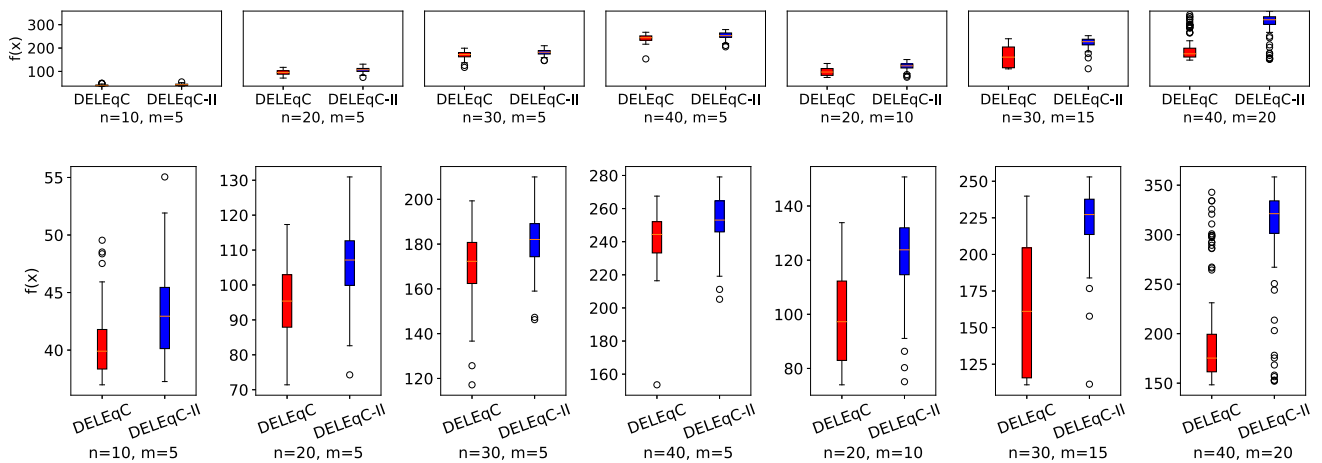 300
200
100
f(x)
DELEqC DELEqC-II DELEqC DELEqC-II DELEqC DELEqC-II DELEqC DELEqC-II DELEqC DELEqC-II DELEqC DELEqC-II DELEqC DELEqC-II
n=10, m=5 n=20, m=5 n=30, m=5 n=40, m=5 n=20, m=10 n=30, m=15 n=40, m=20
f(x)
55
50
45
40
DELEqC DELEqC-II
n=10, m=5
130
120
110
100
90
80
70
DELEqC DELEqC-II
n=20, m=5
200
180
160
140
120
DELEqC DELEqC-II
n=30, m=5
280
260
240
220
200
180
160
DELEqC DELEqC-II
n=40, m=5
140
120
100
80
DELEqC DELEqC-II
n=20, m=10
250
225
200
175
150
125
DELEqC DELEqC-II
n=30, m=15
350
300
250
200
150
DELEqC DELEqC-II
n=40, m=20